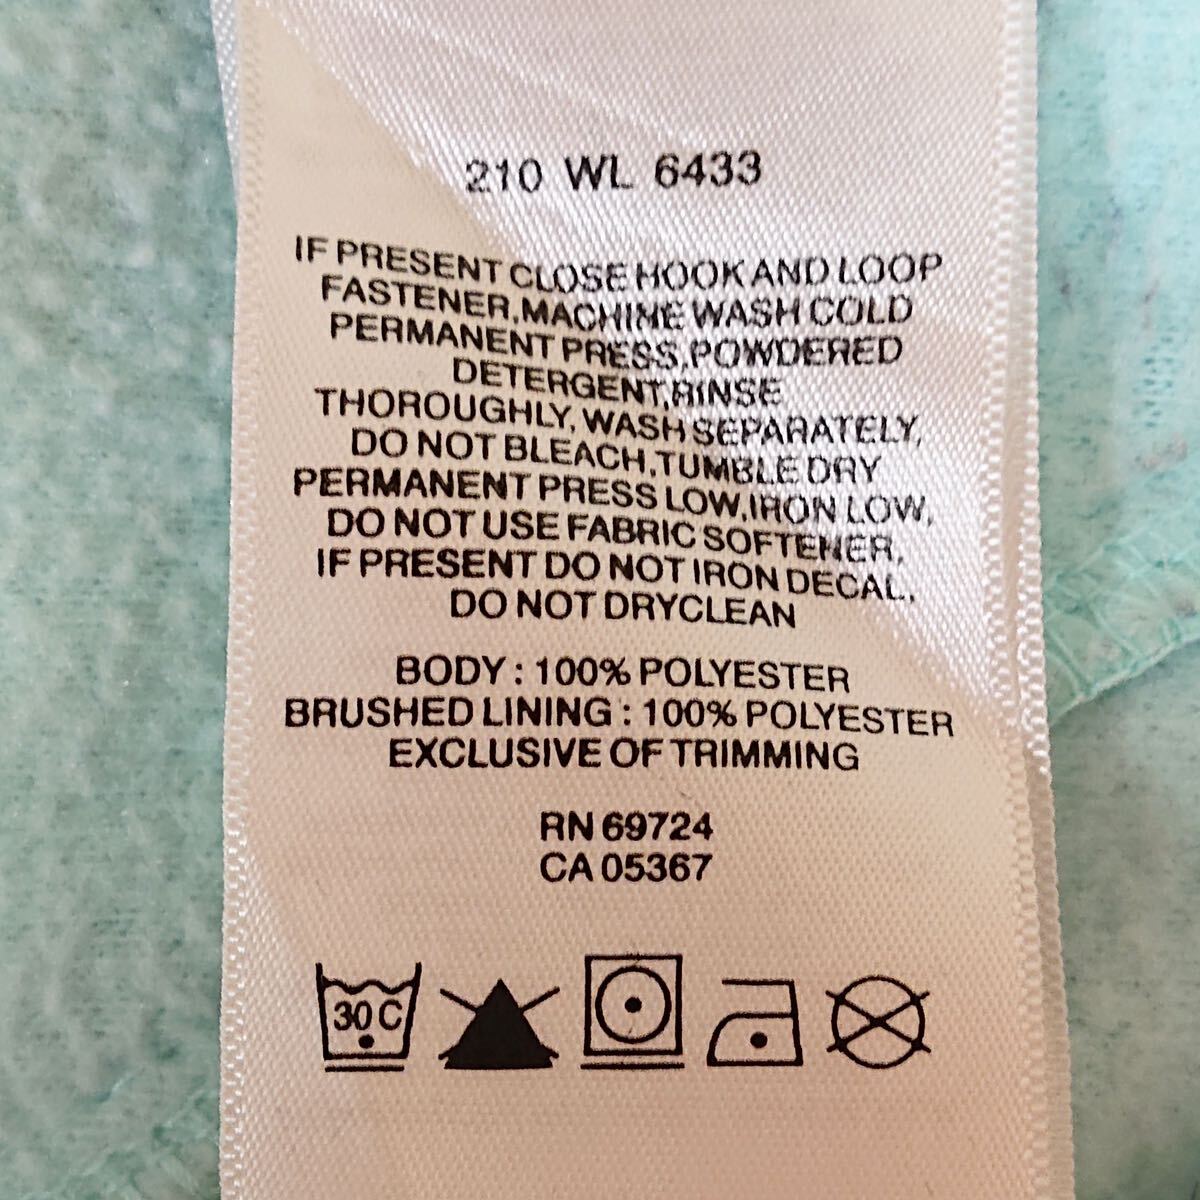 210 WL 6433
IF PRESENT CLOSE HOOK AND LOOP
FASTENER,MACHINE WASH COLD
PERMANENT PRESS,POWDERED
DETERGENT,RINSE
THOROUGHLY, WASH SEPARATELY,
DO NOT BLEACH,TUMBLE DRY
PERMANENT PRESS LOW,IRON LOW,
DO NOT USE FABRIC SOFTENER,
IF PRESENT DO NOT IRON DECAL,
DO NOT DRYCLEAN
BODY : 100% POLYESTER
BRUSHED LINING : 100% POLYESTER
EXCLUSIVE OF TRIMMING
RN 69724
CA 05367
30 C